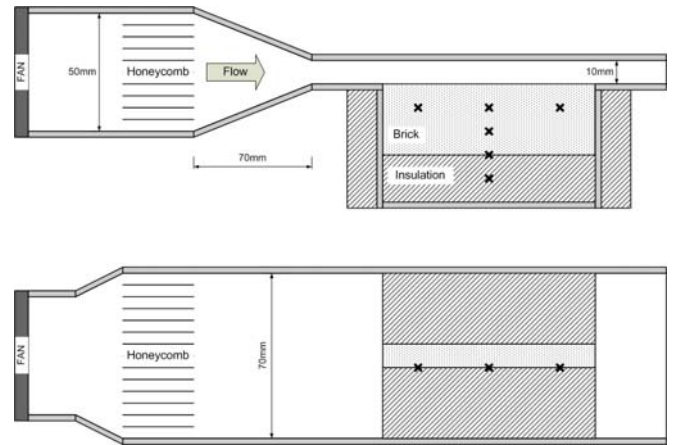 FAN
50mm
Honeycomb
Flow
10mm
Brick
70mm
Insulation
FAN
Honeycomb
70mm